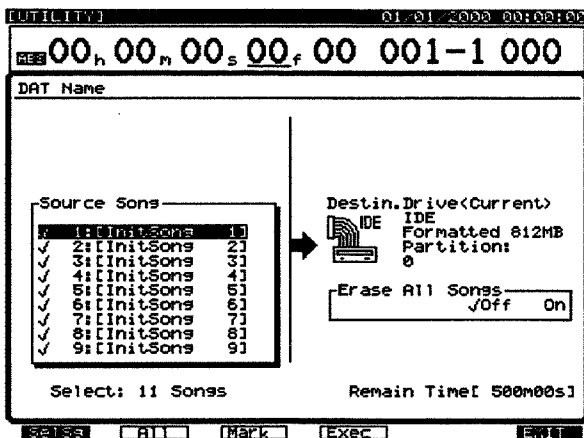 [UTILITY] 01/01/2000 00:00:00
ABS 00h 00m 00s 00f 00 001-1 000
DAT Name
Source Song
✓ 1:[InitSong 1]
✓ 2:[InitSong 2]
✓ 3:[InitSong 3]
✓ 4:[InitSong 4]
✓ 5:[InitSong 5]
✓ 6:[InitSong 6]
✓ 7:[InitSong 7]
✓ 8:[InitSong 8]
✓ 9:[InitSong 9]
Select: 11 Songs
Destin.Drive<Current>
IDE
IDE
Formatted 812MB
Partition:
0
Erase All Songs
✓Off On
Remain Time[ 500m00s]
All Mark Exec EXIT